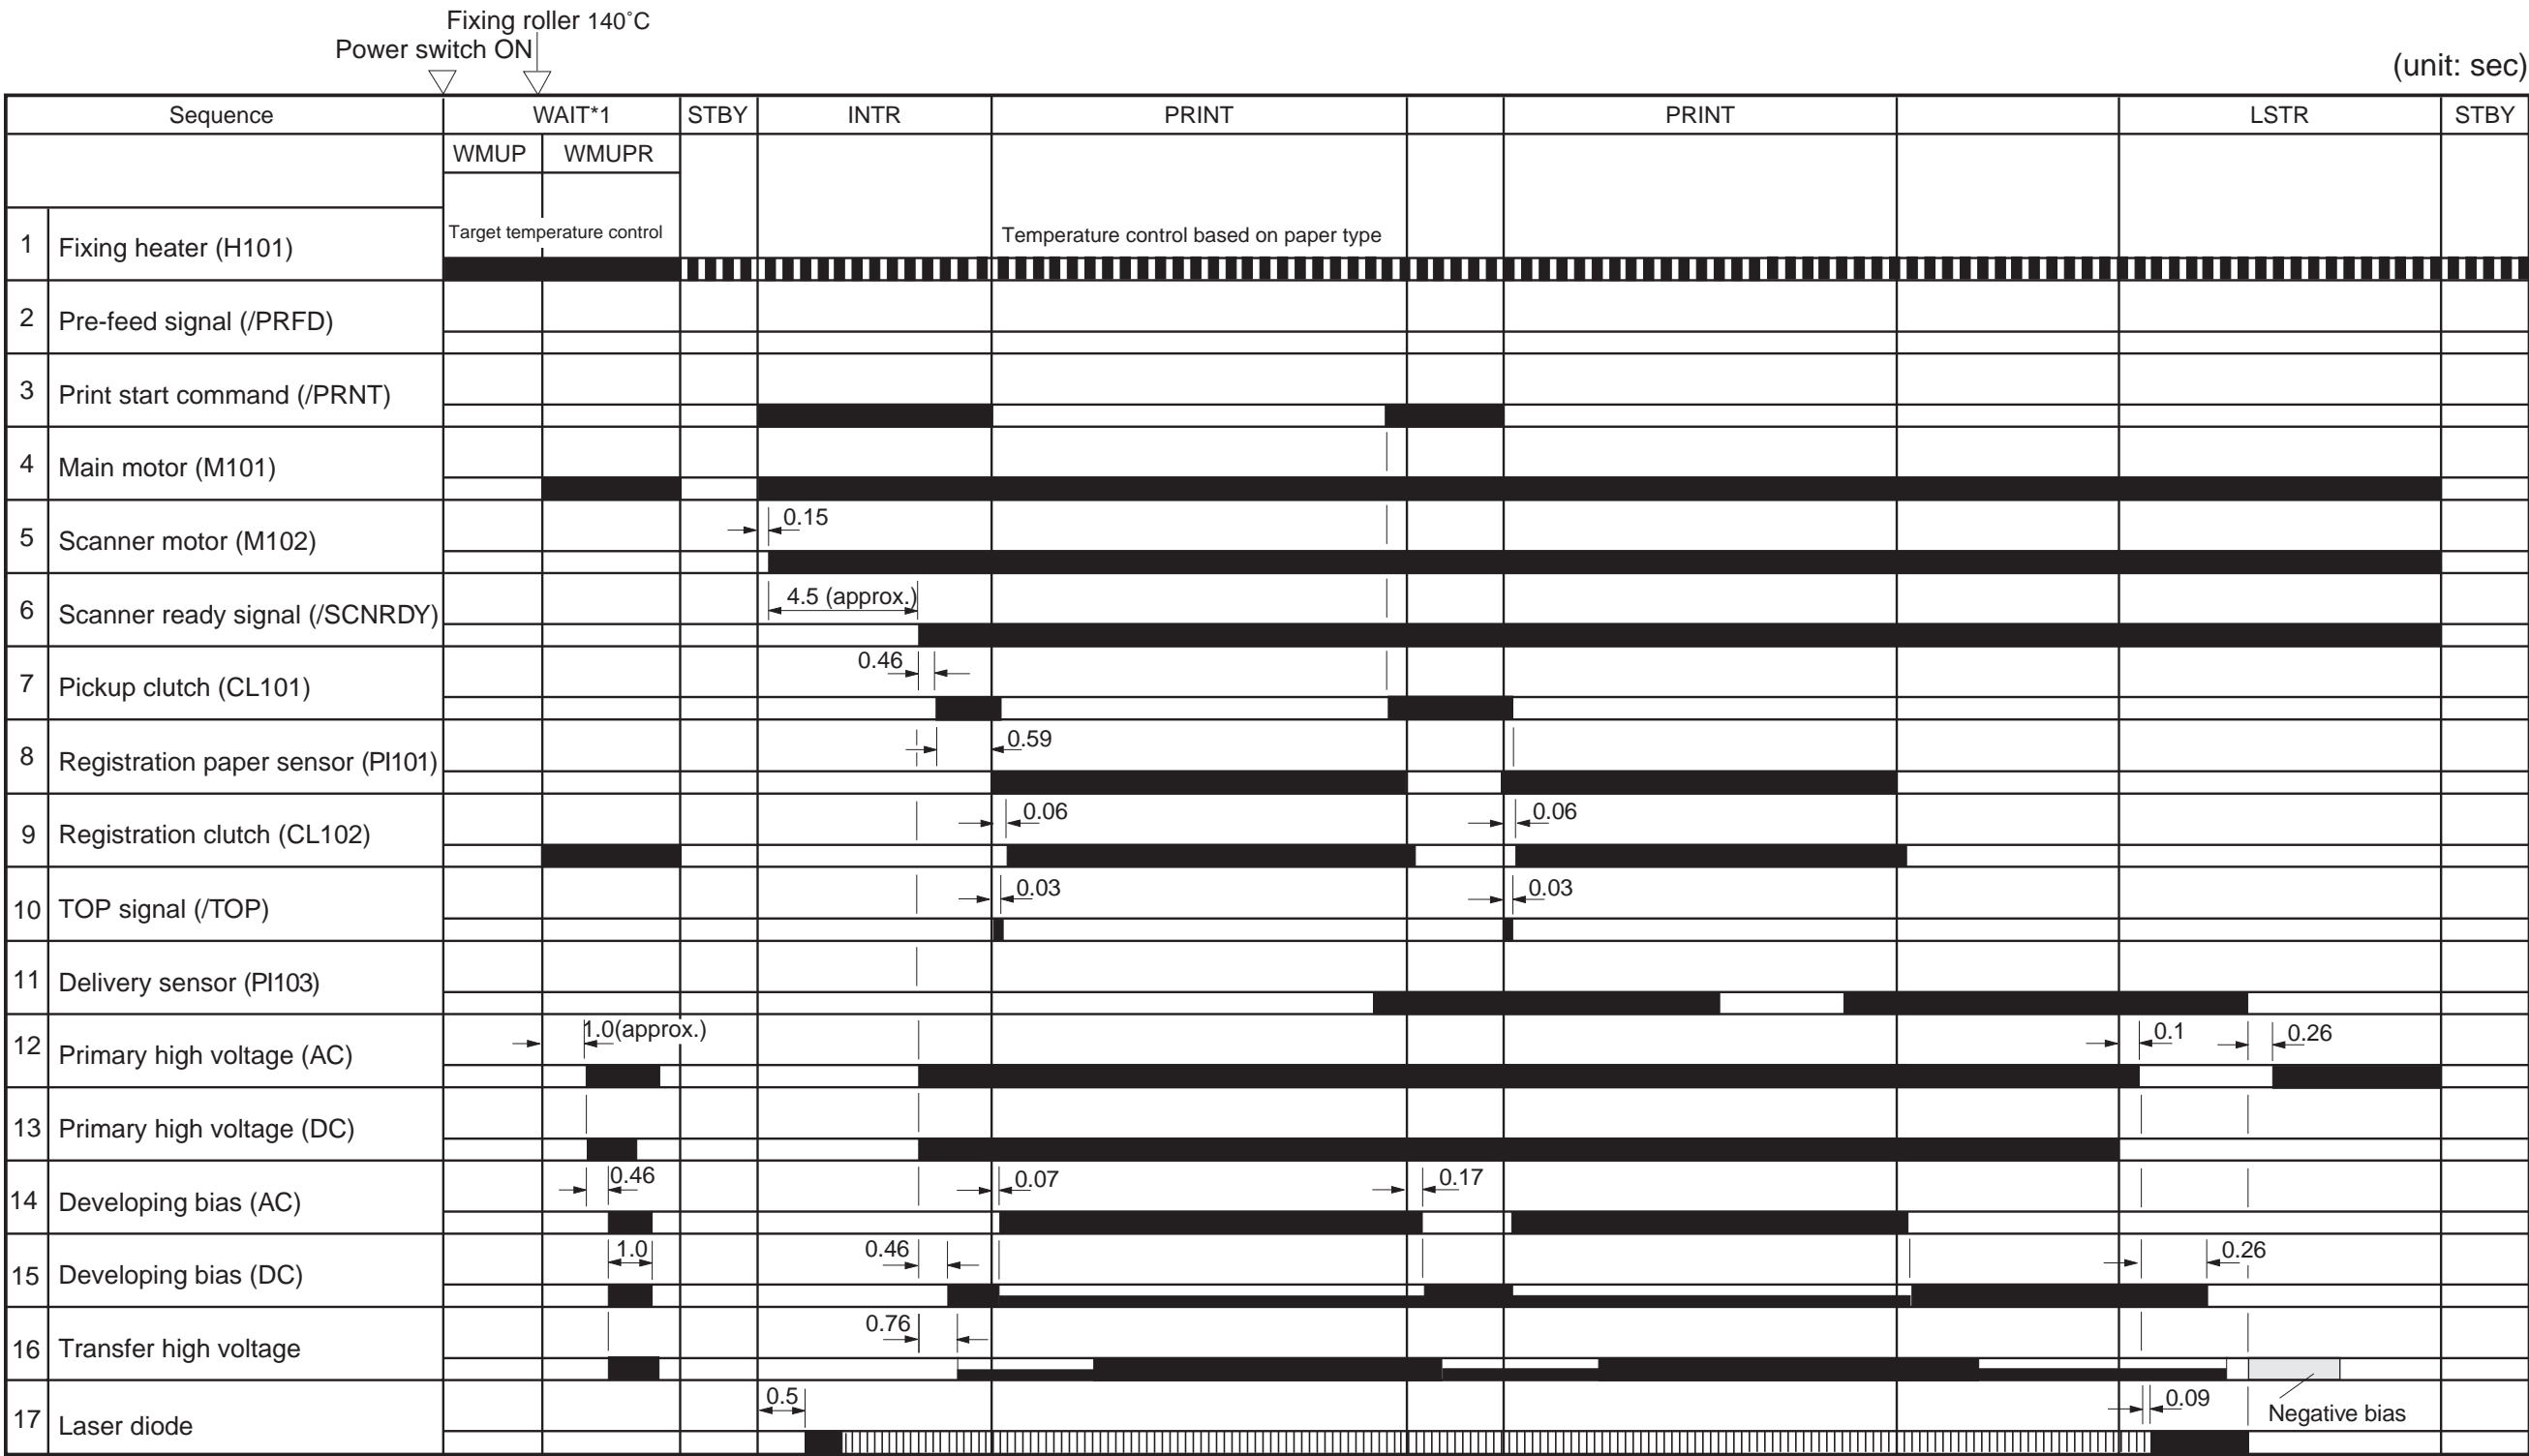 Fixing roller 140˚C
Power switch ON
(unit: sec)
Sequence WAIT*1 STBY INTR PRINT PRINT LSTR STBY
WMUP WMUPR
1 Fixing heater (H101) Target temperature control Temperature control based on paper type
2 Pre-feed signal (/PRFD)
3 Print start command (/PRNT)
4 Main motor (M101)
5 Scanner motor (M102) 0.15
6 Scanner ready signal (/SCNRDY) 4.5 (approx.)
7 Pickup clutch (CL101) 0.46
8 Registration paper sensor (PI101) 0.59
9 Registration clutch (CL102) 0.06 0.06
10 TOP signal (/TOP) 0.03 0.03
11 Delivery sensor (PI103)
12 Primary high voltage (AC) 1.0(approx.) 0.1 0.26
13 Primary high voltage (DC)
14 Developing bias (AC) 0.46 0.07 0.17
15 Developing bias (DC) 1.0 0.46 0.26
16 Transfer high voltage 0.76
17 Laser diode 0.5 0.09 Negative bias